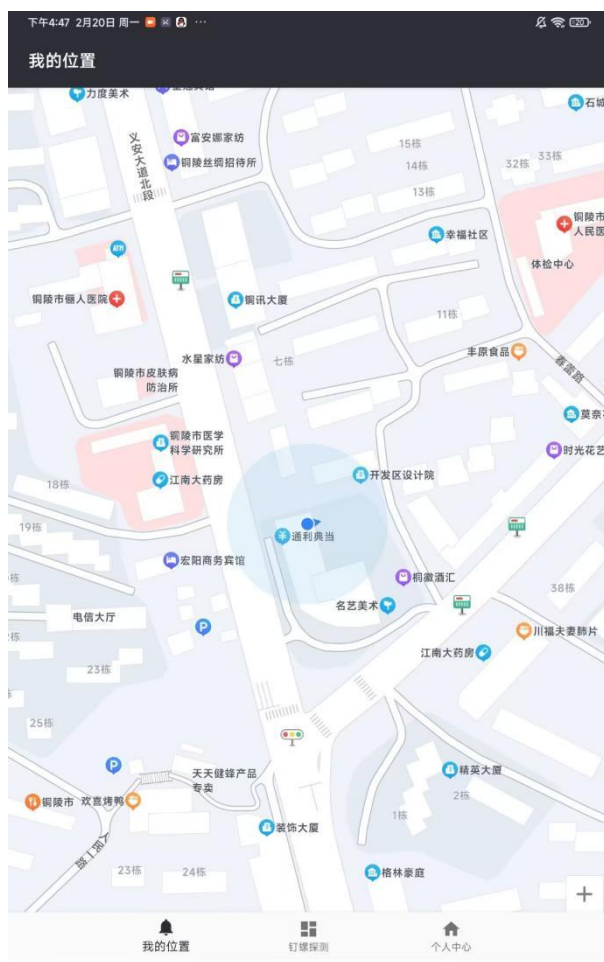 下午4:47 2月20日 周一 ···
20
我的位置
力度美术
石城
富安娜家纺
义安大道北段
铜陵丝绸招待所
15栋
14栋
13栋
32栋
33栋
铜陵市
人民医
幸福社区
ATM
体检中心
铜陵市俪人医院
铜讯大厦
11栋
丰原食品
水星家纺
七栋
春蕾路
铜陵市皮肤病
防治所
莫奈花
铜陵市医学
科学研究所
时光花艺
江南大药房
开发区设计院
18栋
19栋
通利典当
宏阳商务宾馆
桐徽酒汇
38栋
名艺美术
电信大厅
P
川福夫妻肺片
江南大药房
23栋
25栋
P
天天健蜂产品
专卖
精英大厦
2栋
铜陵市
欢喜烤鸭
1栋
装饰大厦
人民路
23栋
24栋
格林豪庭
+
我的位置
钉螺探测
个人中心